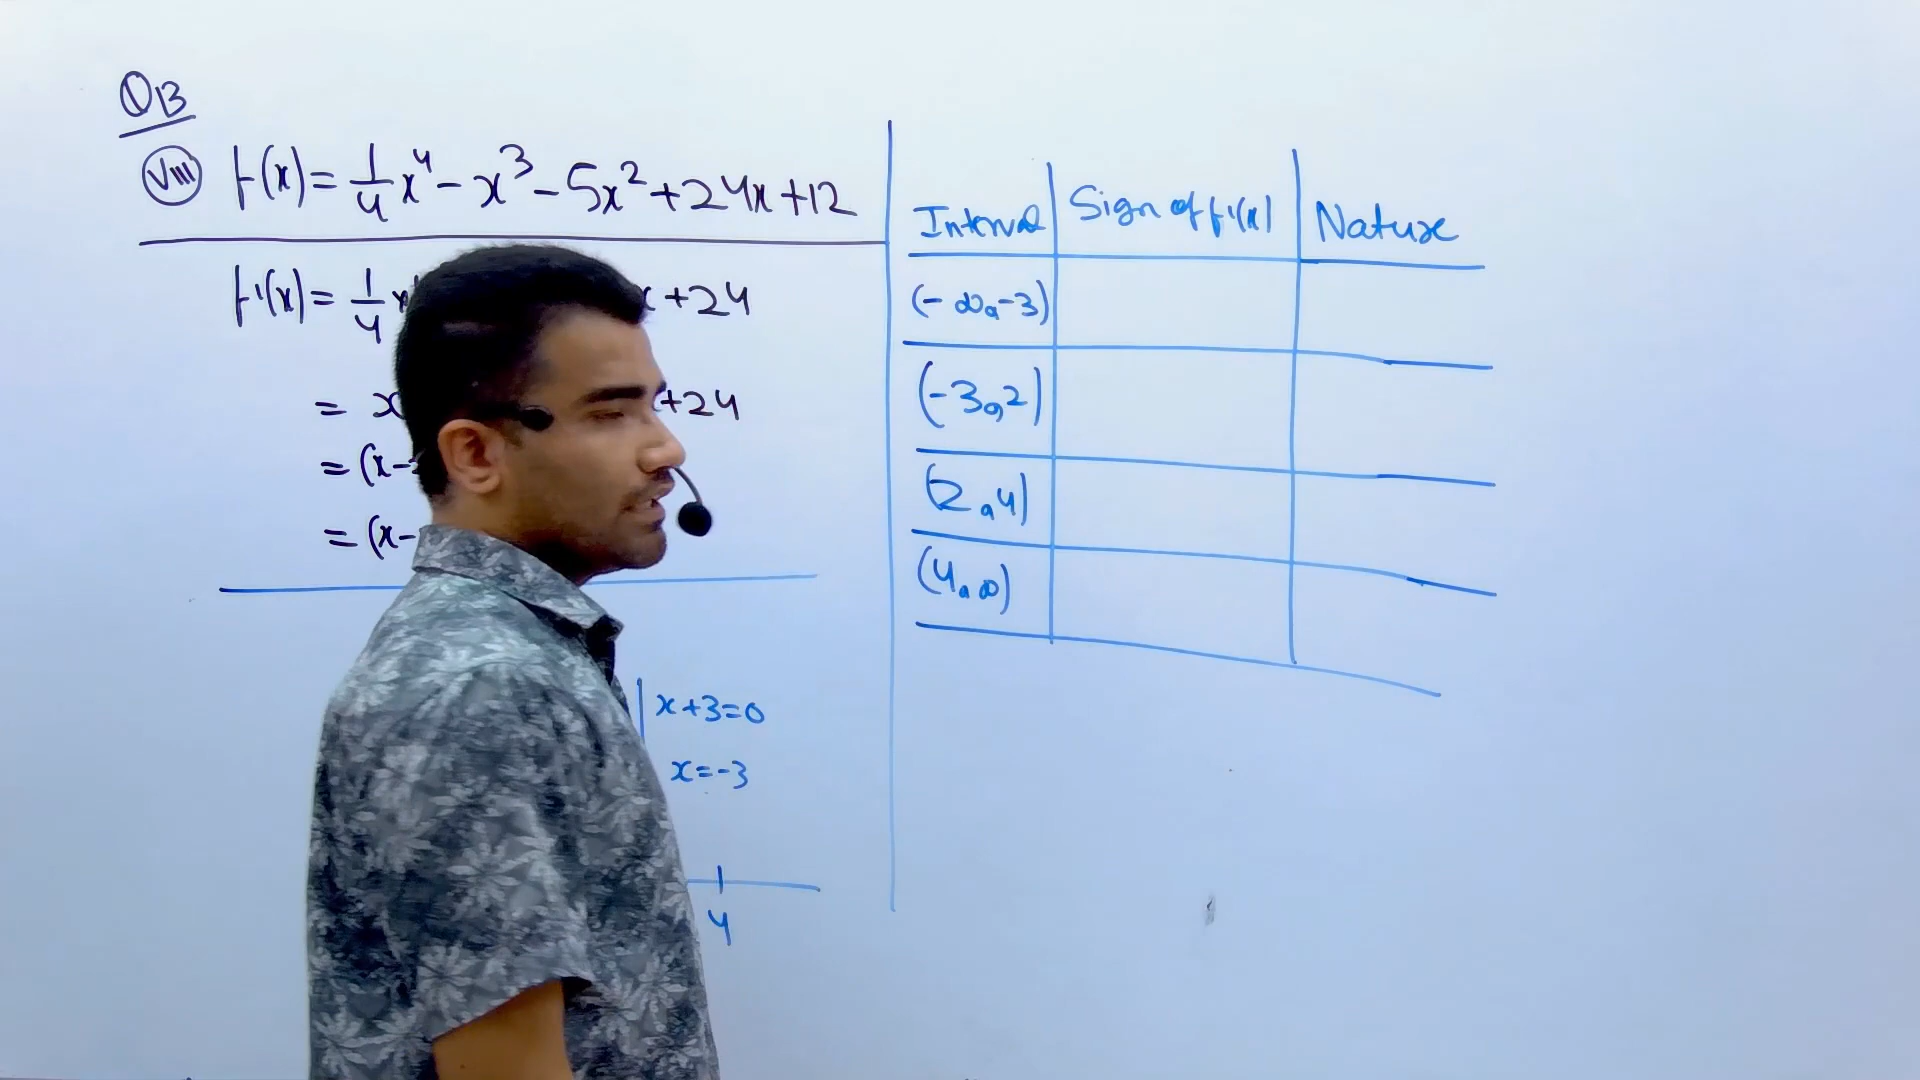 Q13
(viii) f(x) = 1/4 x⁴ - x³ - 5x² + 24x + 12
f'(x) = 1/4 x + 24
= x +24
= (x-
= (x-
x+3=0
x=-3
4
Interval Sign of f'(x) Nature
(-∞,-3)
(-3,2)
(2,4)
(4,∞)